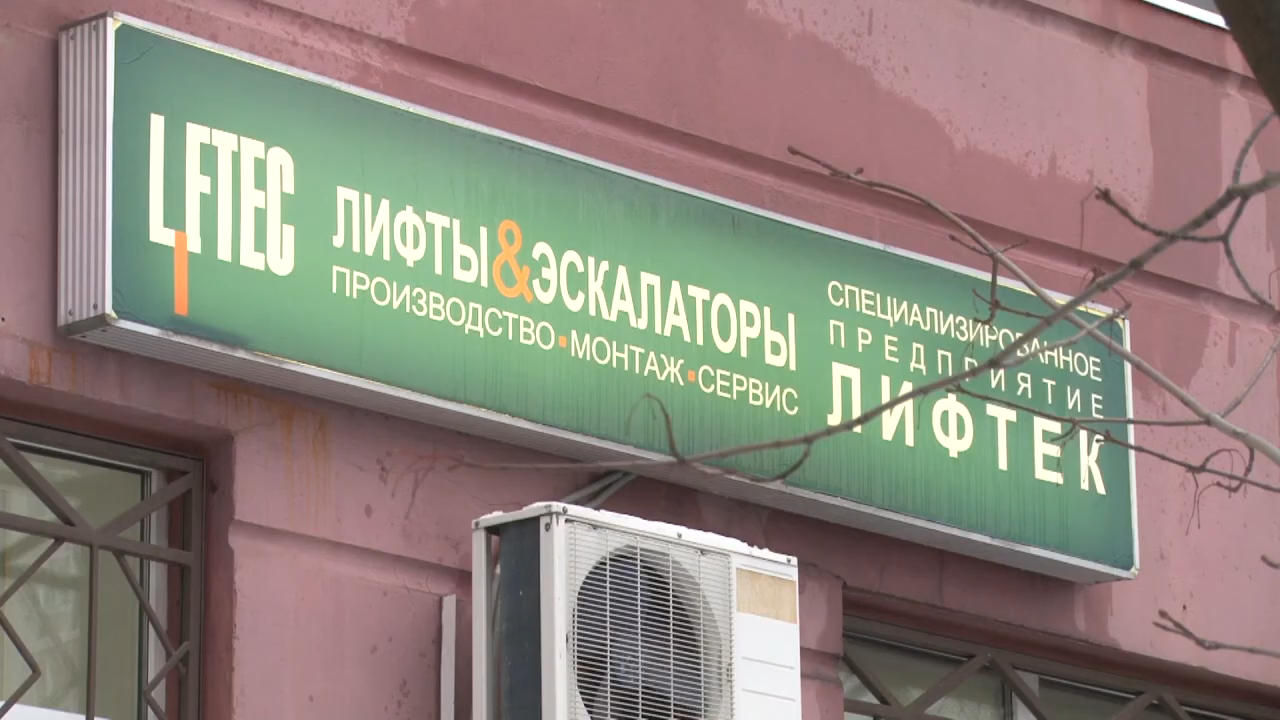 LFTEC
ЛИФТЫ&ЭСКАЛАТОРЫ
ПРОИЗВОДСТВО▪МОНТАЖ▪СЕРВИС
СПЕЦИАЛИЗИРОВАННОЕ
ПРЕДПРИЯТИЕ
ЛИФТЕК